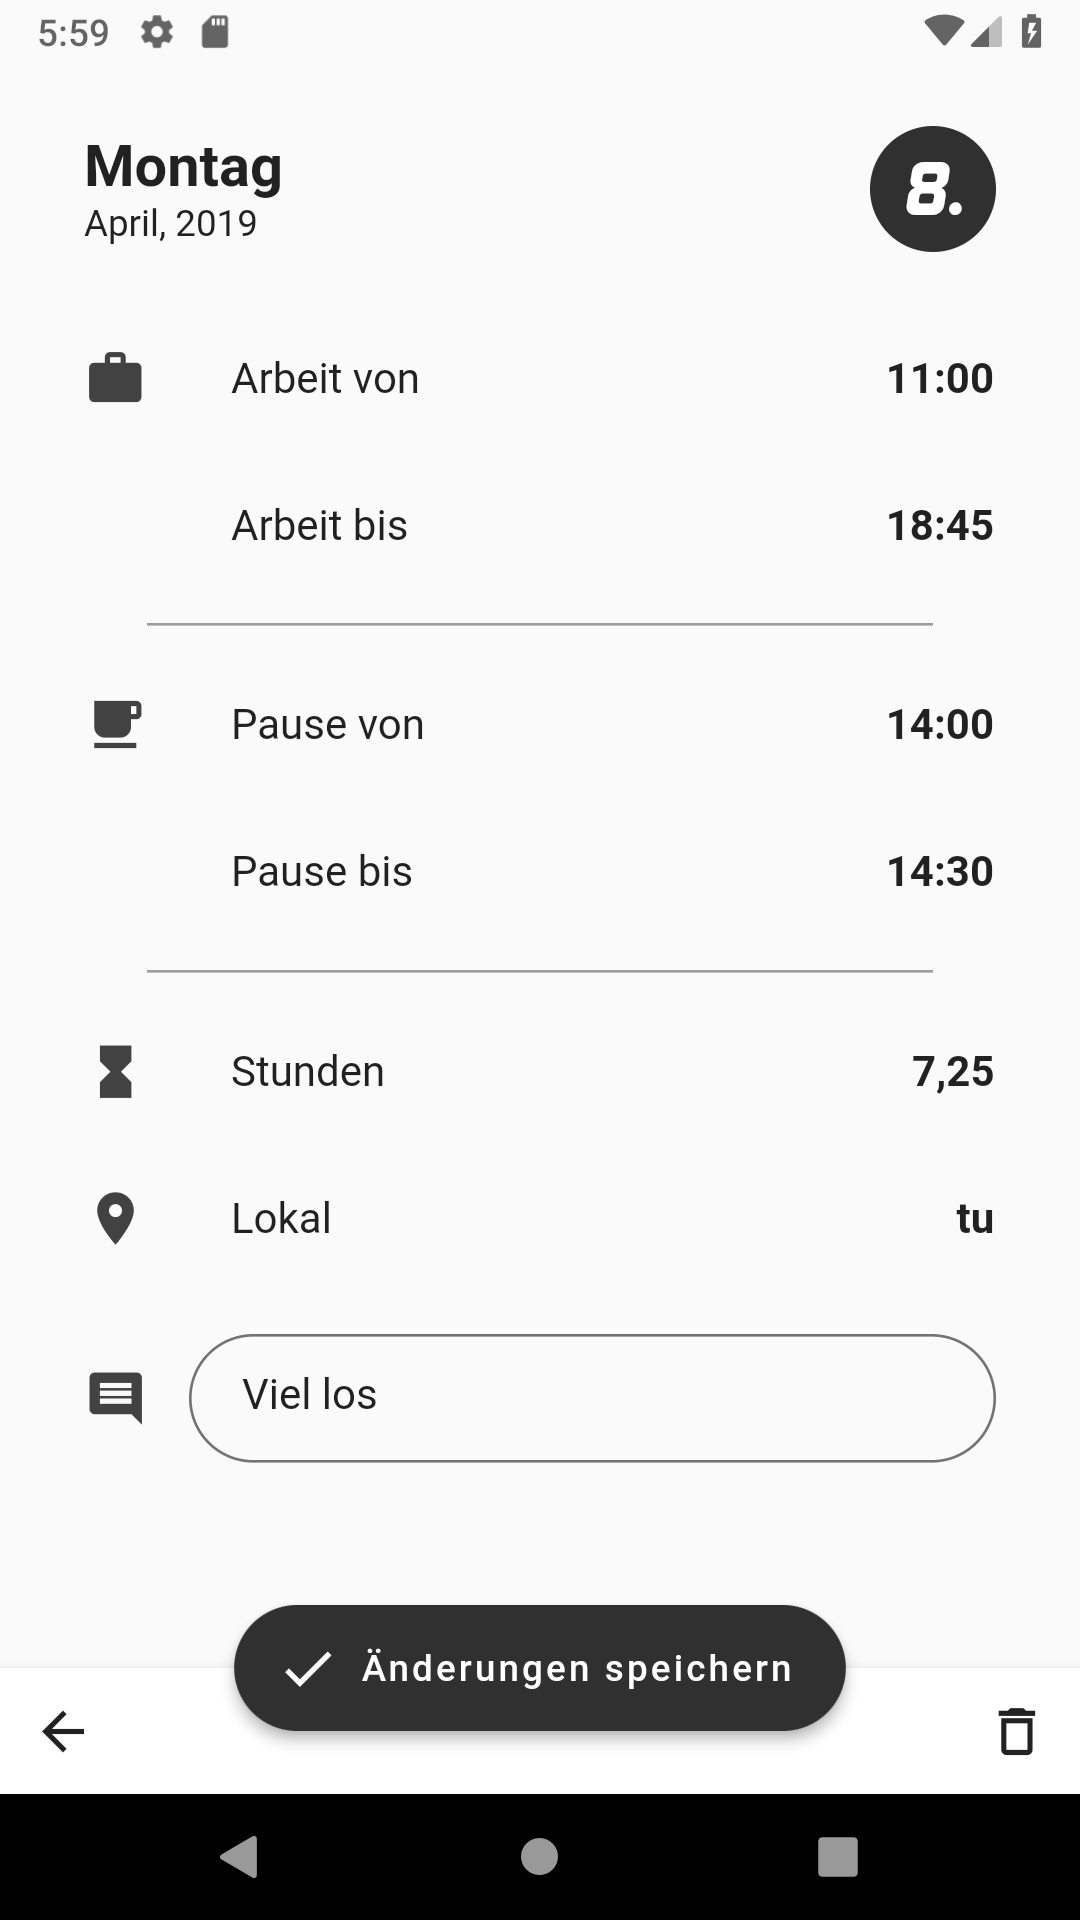 5:59
Montag
April, 2019
8.
Arbeit von 11:00
Arbeit bis 18:45
Pause von 14:00
Pause bis 14:30
Stunden 7,25
Lokal tu
Viel los
Änderungen speichern